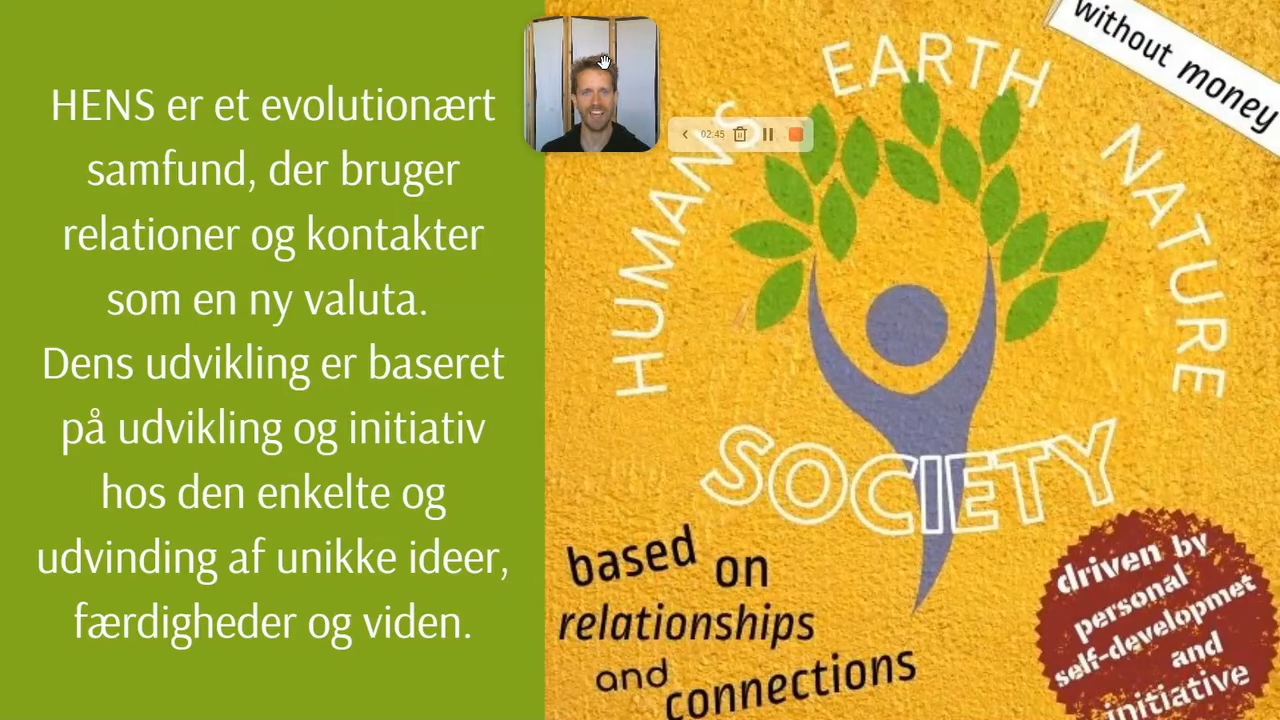 HENS er et evolutionært
samfund, der bruger
relationer og kontakter
som en ny valuta.
Dens udvikling er baseret
på udvikling og initiativ
hos den enkelte og
udvinding af unikke ideer,
færdigheder og viden.
02:45
without money
HUMANS EARTH NATURE
SOCIETY
based on
relationships
and
connections
driven by
personal
self-developmet
and
initiative